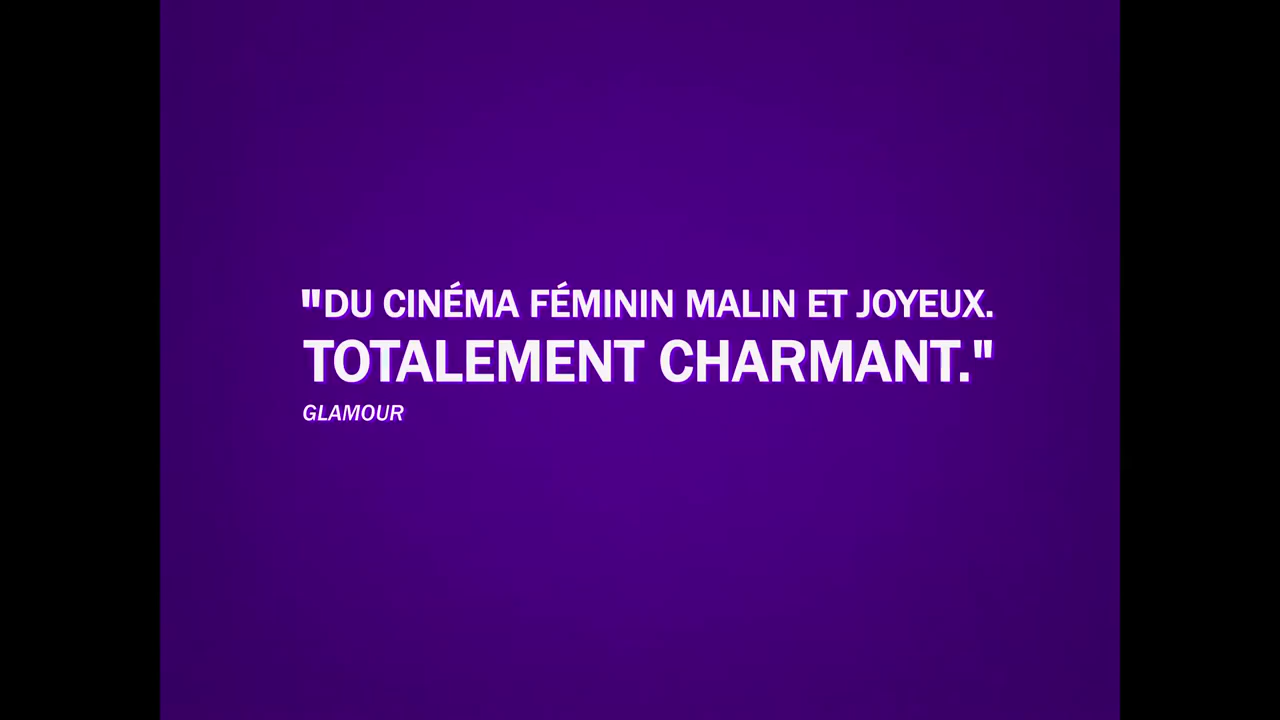 "DU CINÉMA FÉMININ MALIN ET JOYEUX.
TOTALEMENT CHARMANT."
GLAMOUR